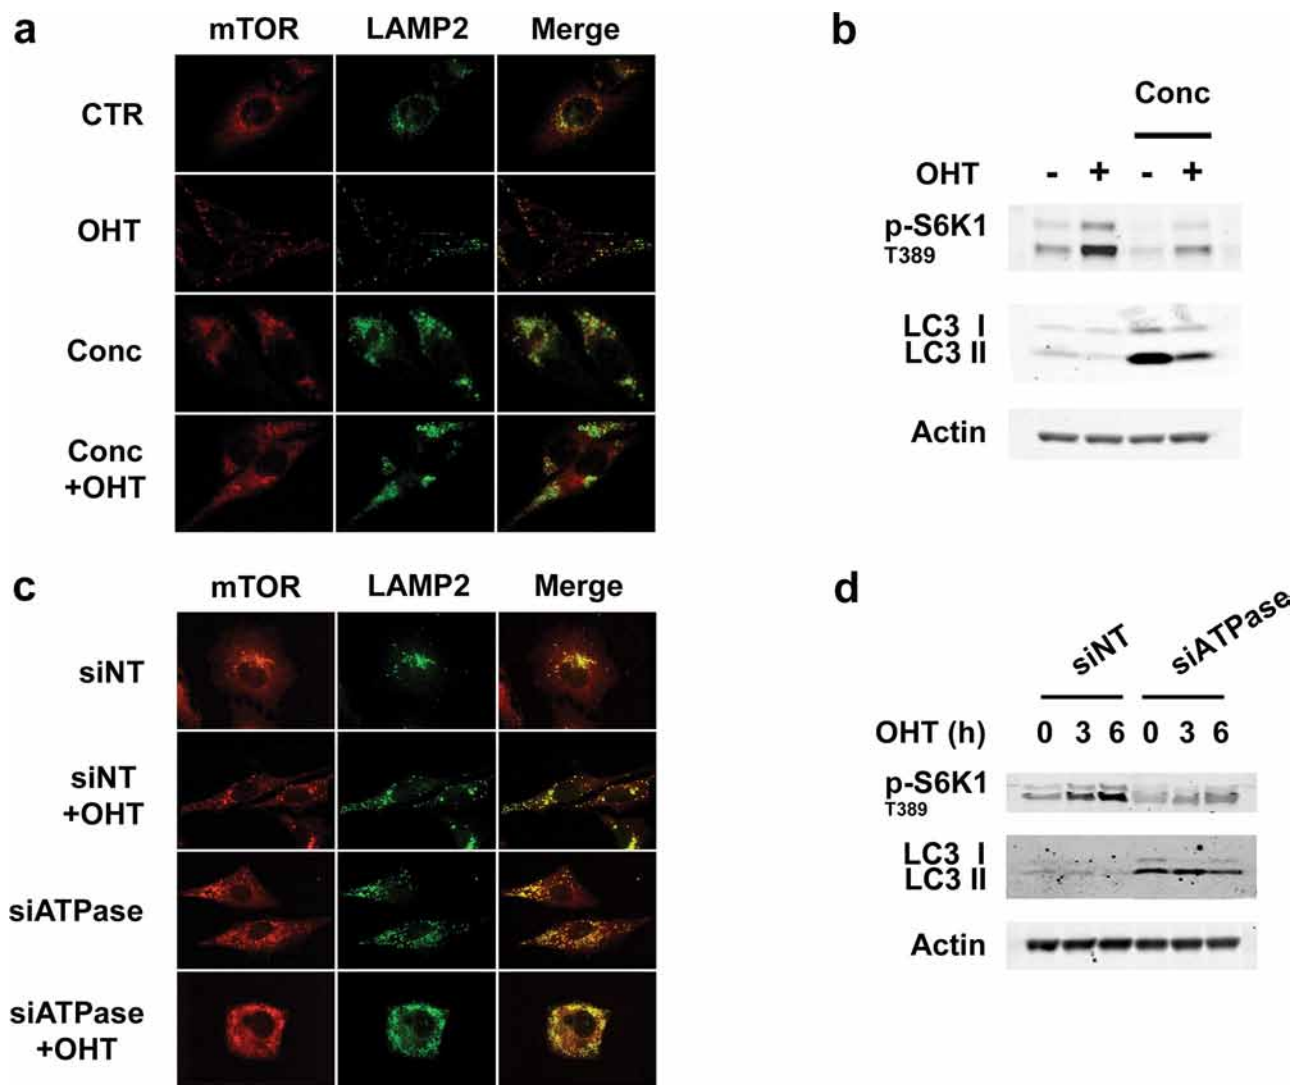 a
mTOR LAMP2 Merge
CTR
OHT
Conc
Conc
+OHT
b
Conc
OHT - + - +
p-S6K1
T389
LC3 I
LC3 II
Actin
c
mTOR LAMP2 Merge
siNT
siNT
+OHT
siATPase
siATPase
+OHT
d
siNT siATPase
OHT (h) 0 3 6 0 3 6
p-S6K1
T389
LC3 I
LC3 II
Actin